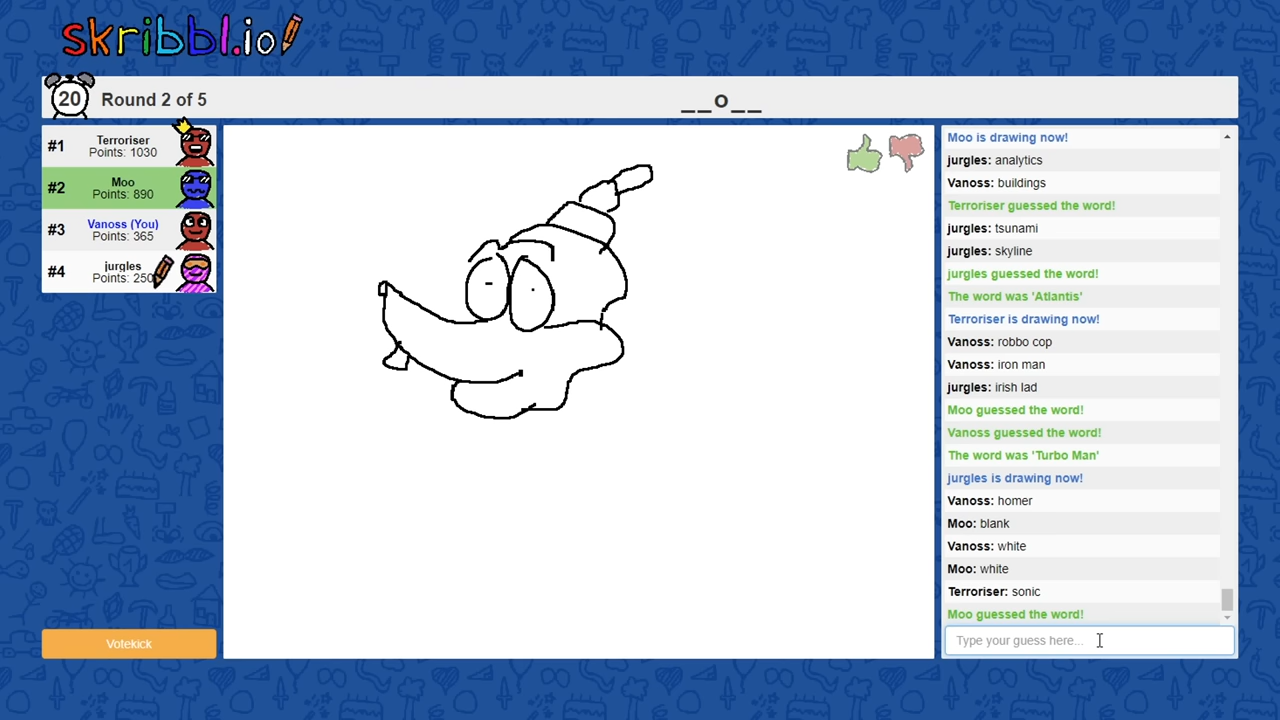 skribbl.io
20
Round 2 of 5
__o__
#1
Terroriser
Points: 1030
#2
Moo
Points: 890
#3
Vanoss (You)
Points: 365
#4
jurgles
Points: 250
Votekick
Moo is drawing now!
jurgles: analytics
Vanoss: buildings
Terroriser guessed the word!
jurgles: tsunami
jurgles: skyline
jurgles guessed the word!
The word was 'Atlantis'
Terroriser is drawing now!
Vanoss: robbo cop
Vanoss: iron man
jurgles: irish lad
Moo guessed the word!
Vanoss guessed the word!
The word was 'Turbo Man'
jurgles is drawing now!
Vanoss: homer
Moo: blank
Vanoss: white
Moo: white
Terroriser: sonic
Moo guessed the word!
Type your guess here...